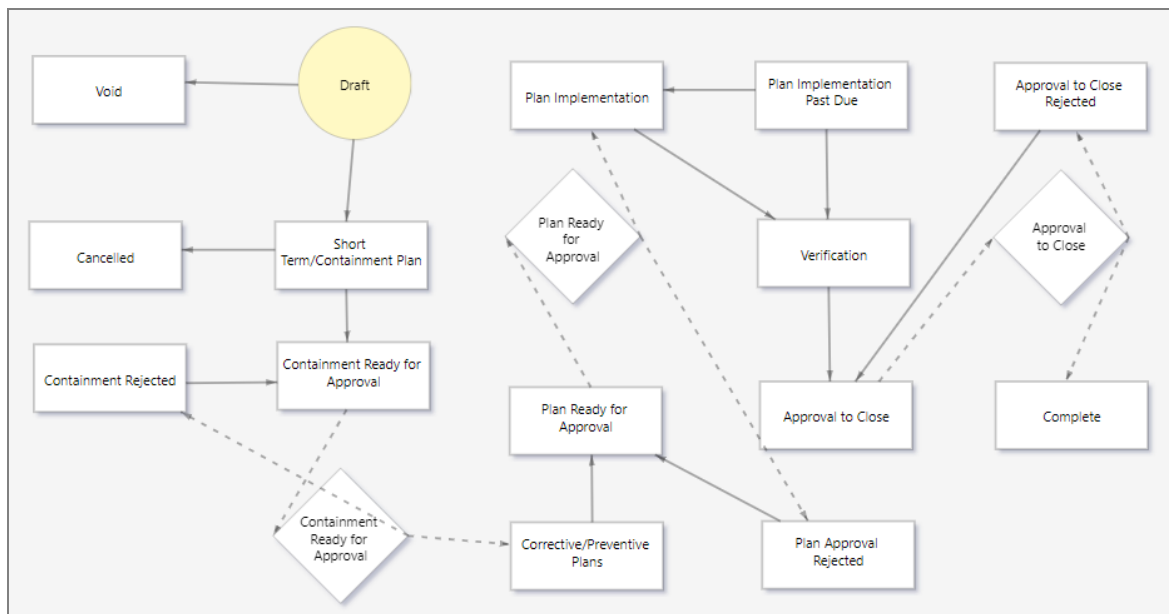 Void
Draft
Plan Implementation
Plan Implementation
Past Due
Approval to Close
Rejected
Cancelled
Short
Term/Containment Plan
Plan Ready
for
Approval
Verification
Approval
to Close
Containment Rejected
Containment Ready for
Approval
Plan Ready for
Approval
Approval to Close
Complete
Containment
Ready for
Approval
Corrective/Preventive
Plans
Plan Approval
Rejected